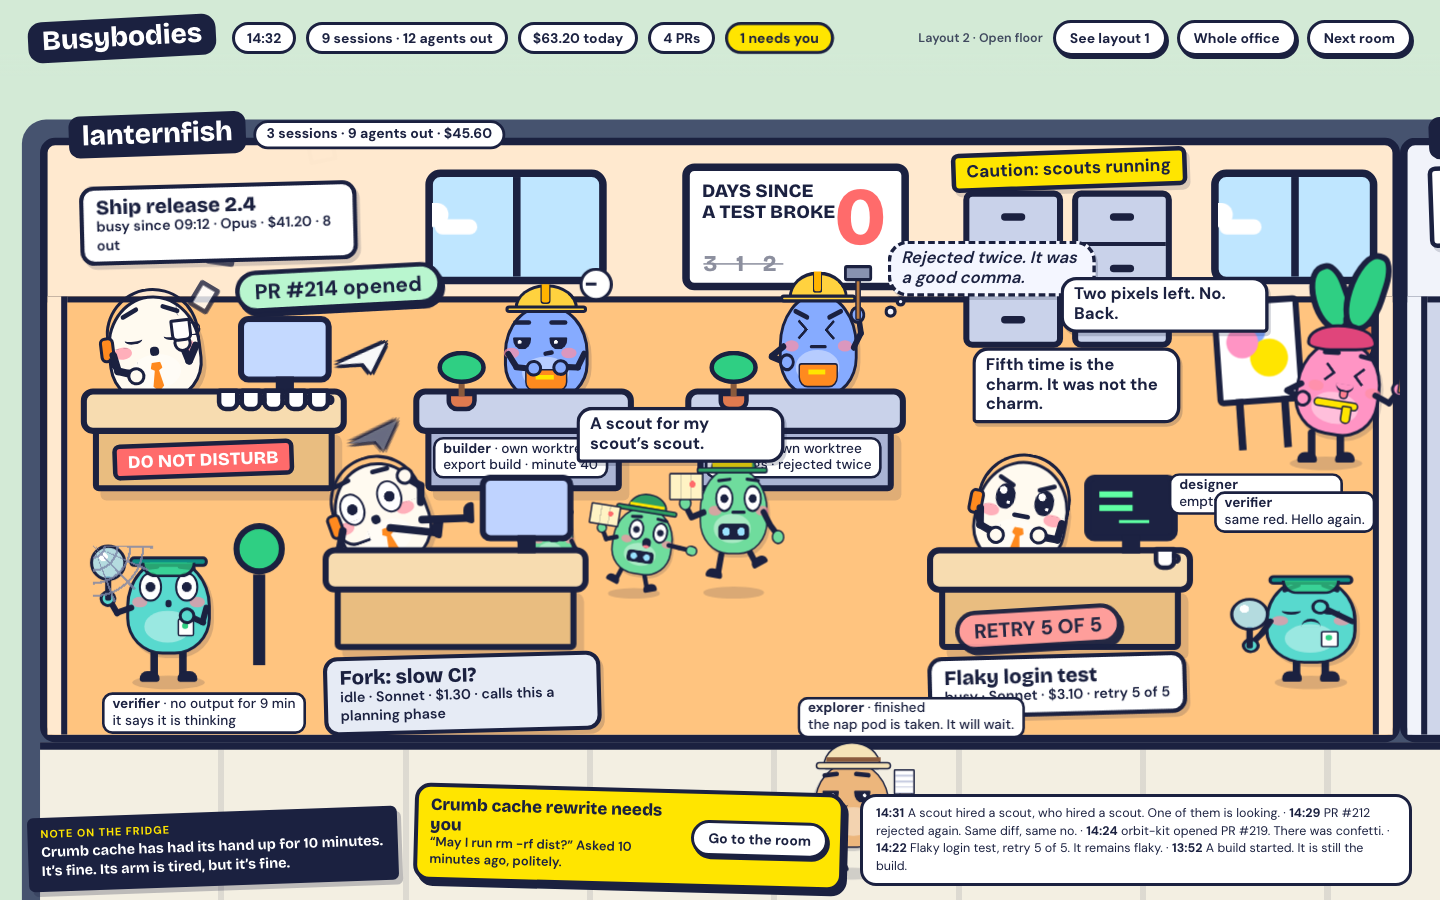 Busybodies
14:32
9 sessions · 12 agents out
$63.20 today
4 PRs
1 needs you
Layout 2 · Open floor
See layout 1
Whole office
Next room
lanternfish
3 sessions · 9 agents out · $45.60
Ship release 2.4
busy since 09:12 · Opus · $41.20 · 8
out
PR #214 opened
DAYS SINCE
A TEST BROKE
0
3 1 2
Caution: scouts running
Rejected twice. It was
a good comma.
Two pixels left. No.
Back.
Fifth time is the
charm. It was not the
charm.
DO NOT DISTURB
builder · own worktre
export build · minute 40
A scout for my
scout's scout.
wn worktree
· rejected twice
designer
empt
verifier
same red. Hello again.
RETRY 5 OF 5
Fork: slow CI?
idle · Sonnet · $1.30 · calls this a
planning phase
Flaky login test
busy · Sonnet · $3.10 · retry 5 of 5
verifier · no output for 9 min
it says it is thinking
explorer · finished
the nap pod is taken. It will wait.
NOTE ON THE FRIDGE
Crumb cache has had its hand up for 10 minutes.
It's fine. Its arm is tired, but it's fine.
Crumb cache rewrite needs
you
“May I run rm -rf dist?” Asked 10
minutes ago, politely.
Go to the room
14:31 A scout hired a scout, who hired a scout. One of them is looking. · 14:29 PR #212
rejected again. Same diff, same no. · 14:24 orbit-kit opened PR #219. There was confetti. ·
14:22 Flaky login test, retry 5 of 5. It remains flaky. · 13:52 A build started. It is still the
build.